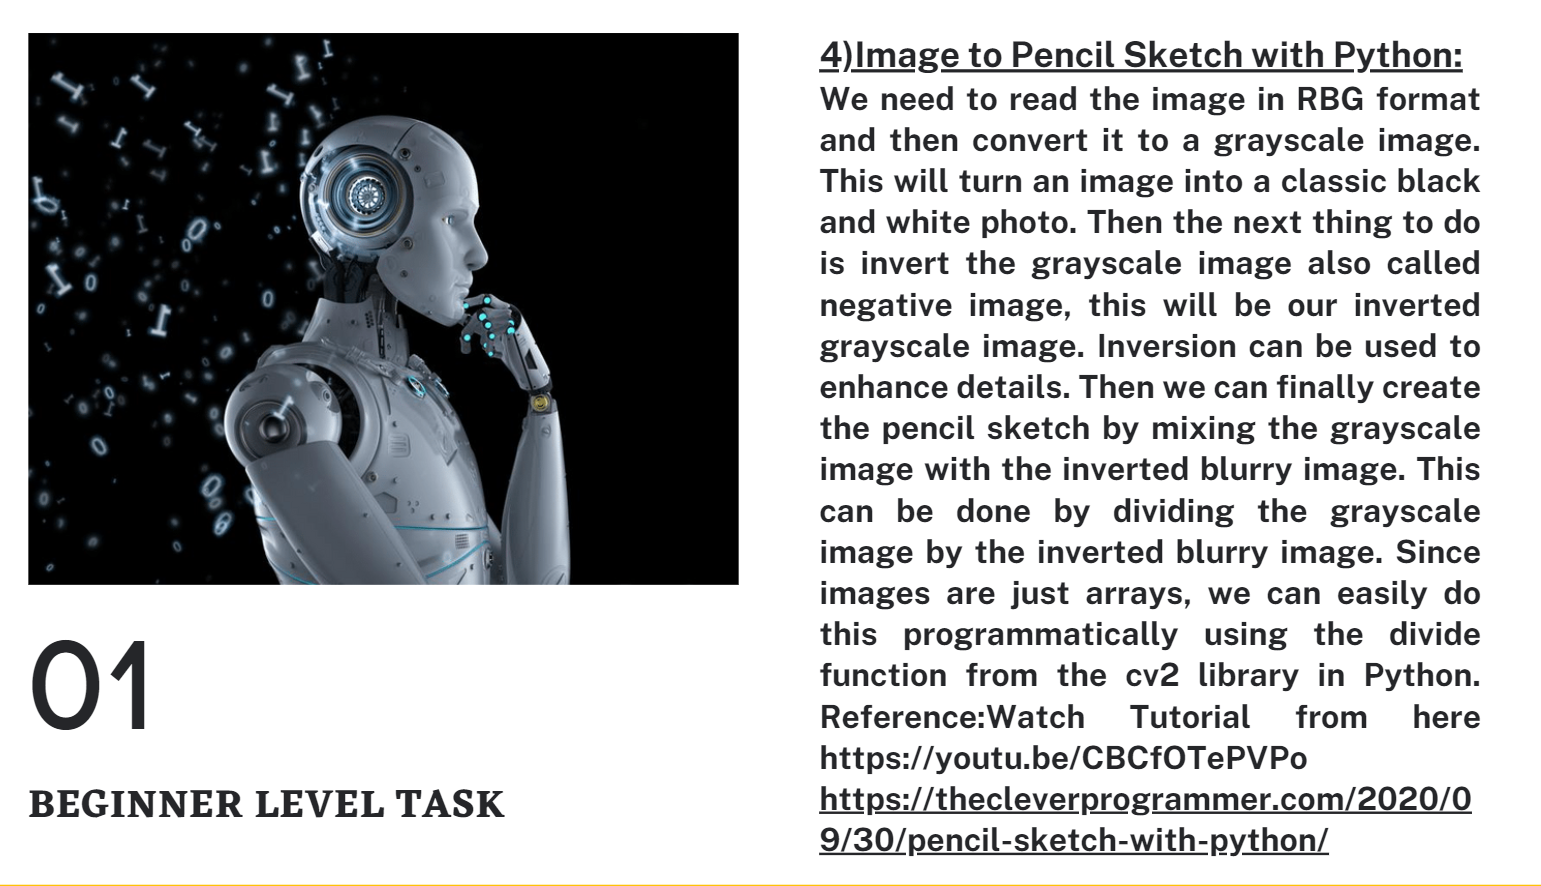 4)Image to Pencil Sketch with Python:
We need to read the image in RBG format
and then convert it to a grayscale image.
This will turn an image into a classic black
and white photo. Then the next thing to do
is invert the grayscale image also called
negative image, this will be our inverted
grayscale image. Inversion can be used to
enhance details. Then we can finally create
the pencil sketch by mixing the grayscale
image with the inverted blurry image. This
can be done by dividing the grayscale
image by the inverted blurry image. Since
images are just arrays, we can easily do
this programmatically using the divide
function from the cv2 library in Python.
Reference:Watch Tutorial from here
https://youtu.be/CBCfOTePVPo
https://thecleverprogrammer.com/2020/0
9/30/pencil-sketch-with-python/
01
BEGINNER LEVEL TASK